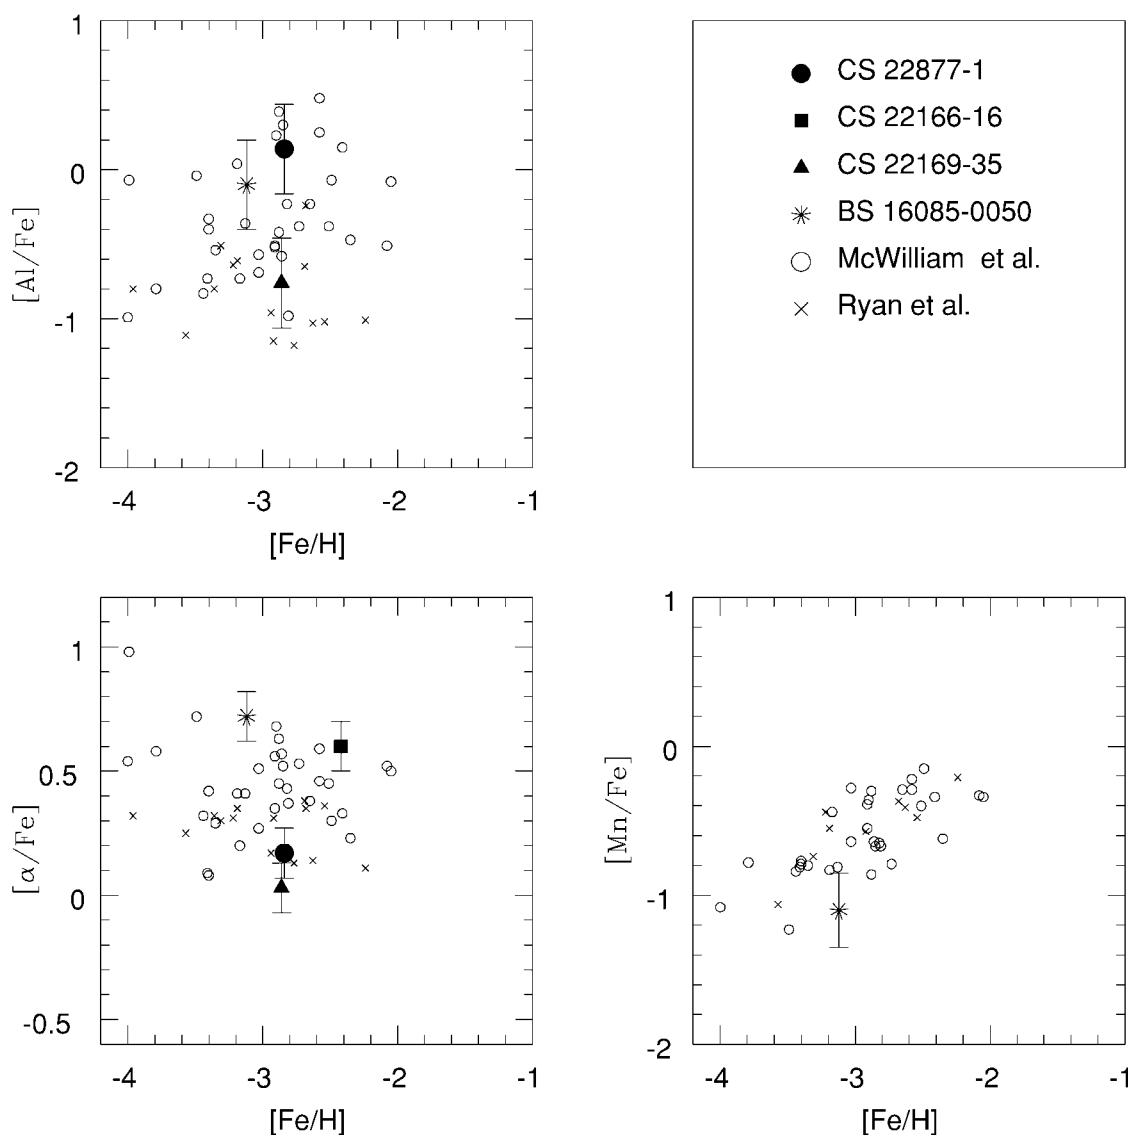 1
0
-1
-2
[Al/Fe]
-4 -3 -2 -1
[Fe/H]
CS 22877-1
CS 22166-16
CS 22169-35
BS 16085-0050
McWilliam et al.
Ryan et al.
1
0.5
0
-0.5
[α/Fe]
-4 -3 -2 -1
[Fe/H]
1
0
-1
-2
[Mn/Fe]
-4 -3 -2 -1
[Fe/H]